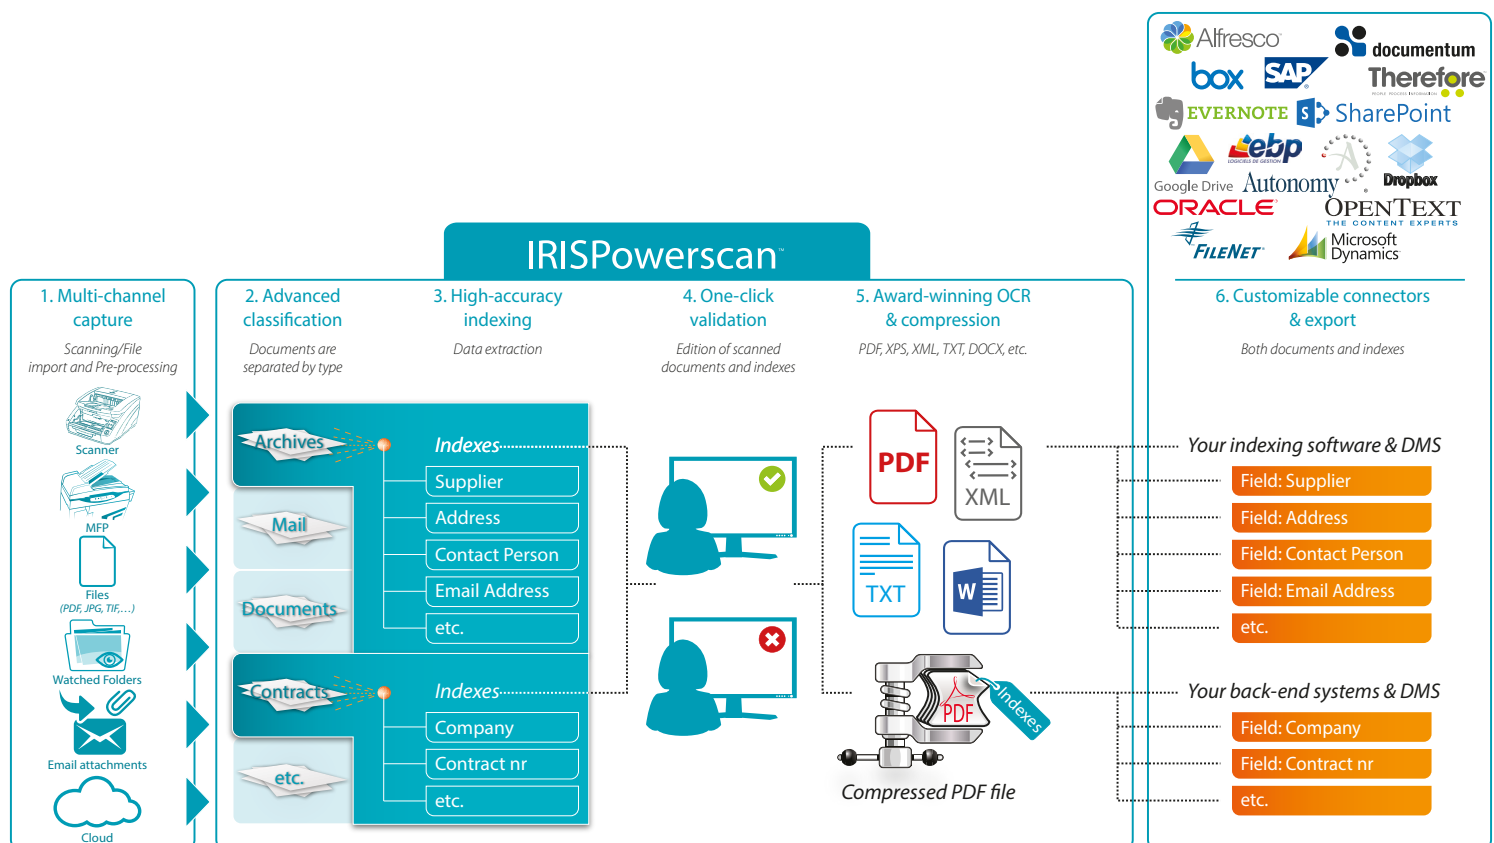 Alfresco
documentum
box
SAP
Therefore
PEOPLE PROCESS INFORMATION
EVERNOTE
S
SharePoint
Google Drive
ebp
LOGICIELS DE GESTION
Autonomy
A
Dropbox
ORACLE
OPENTEXT
THE CONTENT EXPERTS
FILENET
Microsoft
Dynamics
IRISPowerscan™
1. Multi-channel
capture
Scanning/File
import and Pre-processing
Scanner
MFP
Files
(PDF, JPG, TIF,...)
Watched Folders
Email attachments
Cloud
2. Advanced
classification
Documents are
separated by type
Archives
Mail
Documents
Contracts
etc.
3. High-accuracy
indexing
Data extraction
Indexes
Supplier
Address
Contact Person
Email Address
etc.
Indexes
Company
Contract nr
etc.
4. One-click
validation
Edition of scanned
documents and indexes
5. Award-winning OCR
& compression
PDF, XPS, XML, TXT, DOCX, etc.
PDF
XML
TXT
W
PDF
Indexes
Compressed PDF file
6. Customizable connectors
& export
Both documents and indexes
Your indexing software & DMS
Field: Supplier
Field: Address
Field: Contact Person
Field: Email Address
etc.
Your back-end systems & DMS
Field: Company
Field: Contract nr
etc.